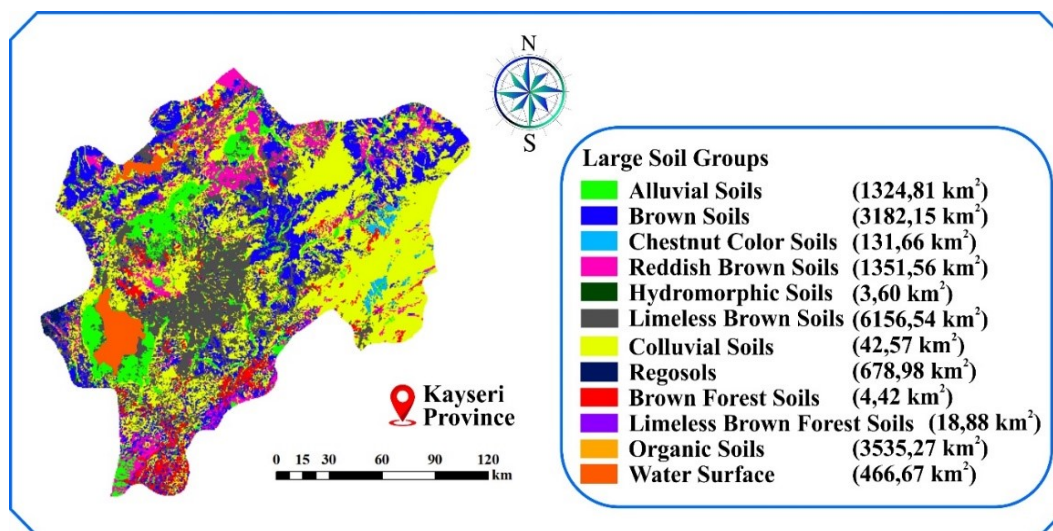 N
S
Kayseri
Province
0 15 30 60 90 120
km
Large Soil Groups
Alluvial Soils (1324,81 km²)
Brown Soils (3182,15 km²)
Chestnut Color Soils (131,66 km²)
Reddish Brown Soils (1351,56 km²)
Hydromorphic Soils (3,60 km²)
Limeless Brown Soils (6156,54 km²)
Colluvial Soils (42,57 km²)
Regosols (678,98 km²)
Brown Forest Soils (4,42 km²)
Limeless Brown Forest Soils (18,88 km²)
Organic Soils (3535,27 km²)
Water Surface (466,67 km²)